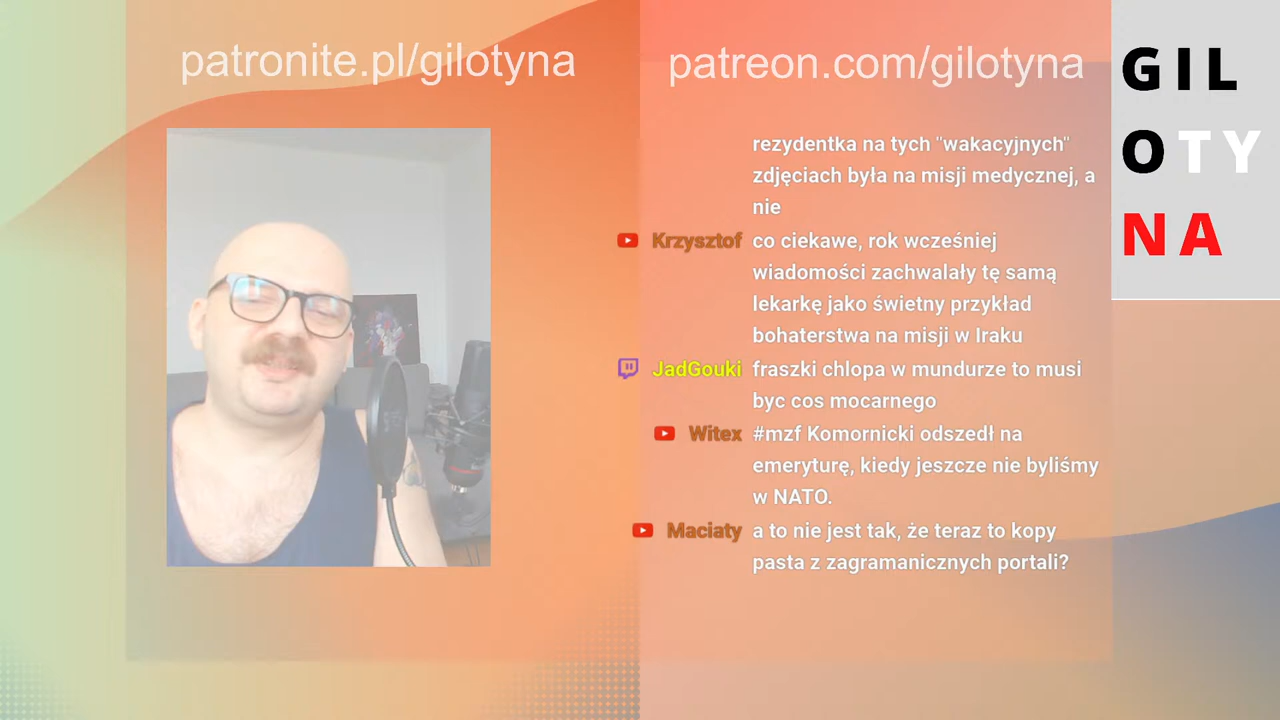 patronite.pl/gilotyna
patreon.com/gilotyna
GIL
OTY
NA
rezydentka na tych "wakacyjnych"
zdjęciach była na misji medycznej, a
nie
Krzysztof co ciekawe, rok wcześniej
wiadomości zachwalały tę samą
lekarkę jako świetny przykład
bohaterstwa na misji w Iraku
JadGouki fraszki chlopa w mundurze to musi
byc cos mocarnego
Witex #mzf Komornicki odszedł na
emeryturę, kiedy jeszcze nie byliśmy
w NATO.
Maciaty a to nie jest tak, że teraz to kopy
pasta z zagramanicznych portali?